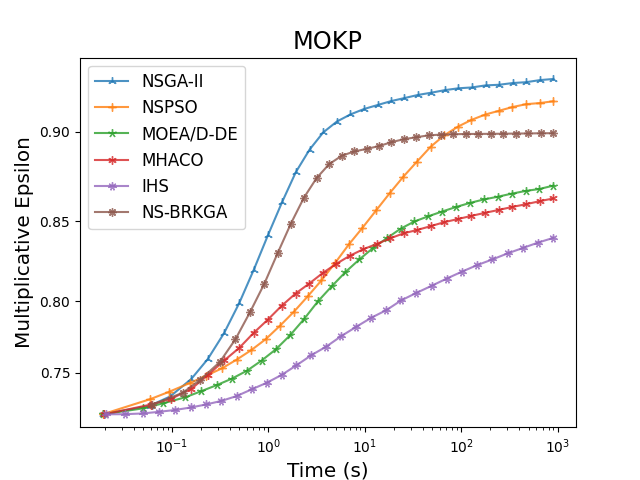 MOKP
NSGA-II
NSPSO
MOEA/D-DE
MHACO
IHS
NS-BRKGA
Multiplicative Epsilon
0.90
0.85
0.80
0.75
10⁻¹ 10⁰ 10¹ 10² 10³
Time (s)